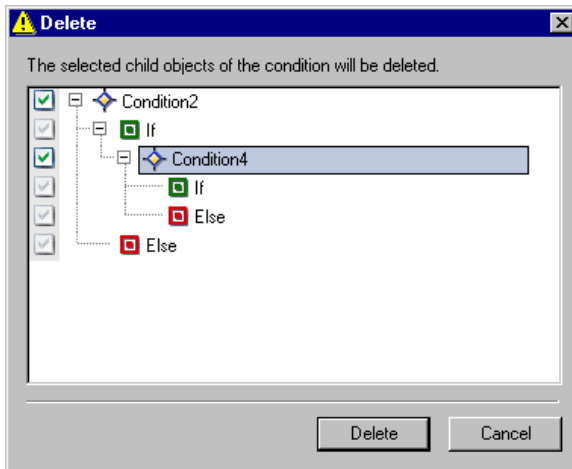 Delete
The selected child objects of the condition will be deleted.
Condition2
If
Condition4
If
Else
Else
Delete Cancel